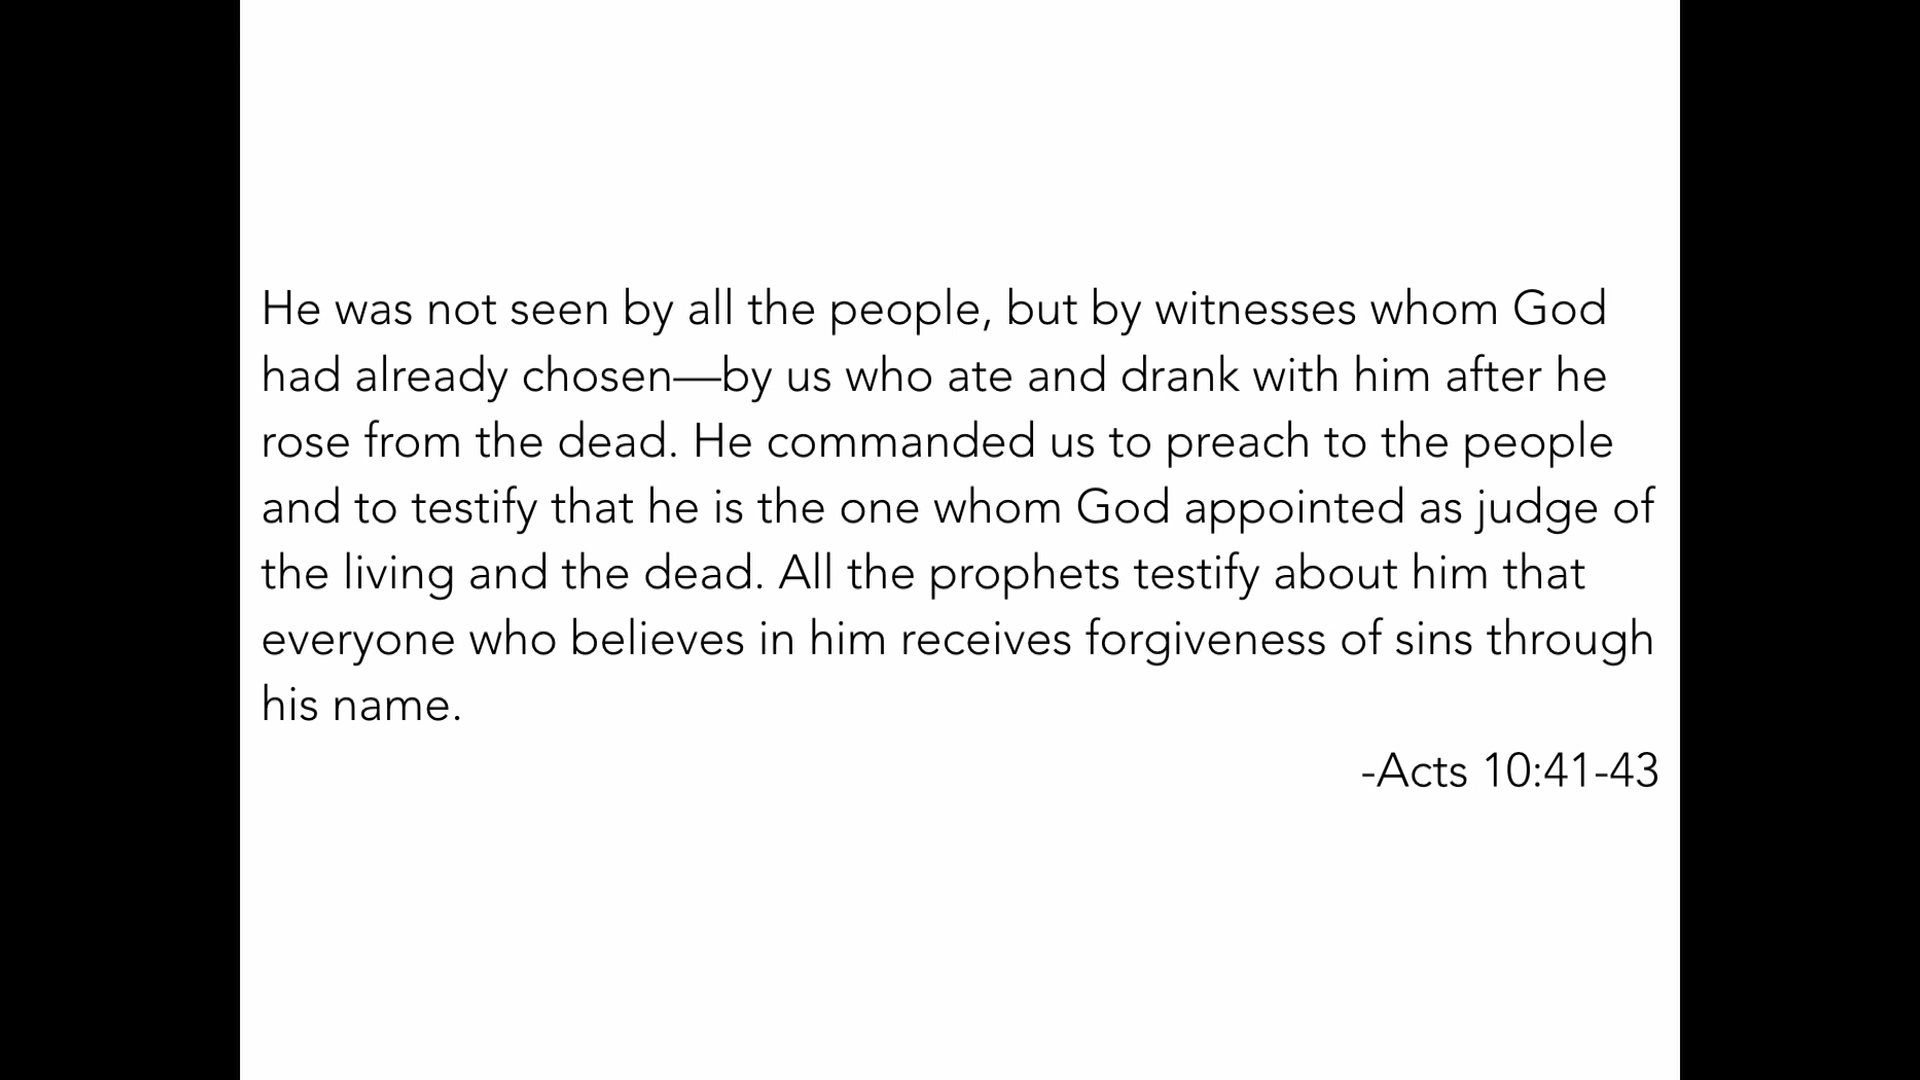 He was not seen by all the people, but by witnesses whom God
had already chosen—by us who ate and drank with him after he
rose from the dead. He commanded us to preach to the people
and to testify that he is the one whom God appointed as judge of
the living and the dead. All the prophets testify about him that
everyone who believes in him receives forgiveness of sins through
his name.
-Acts 10:41-43